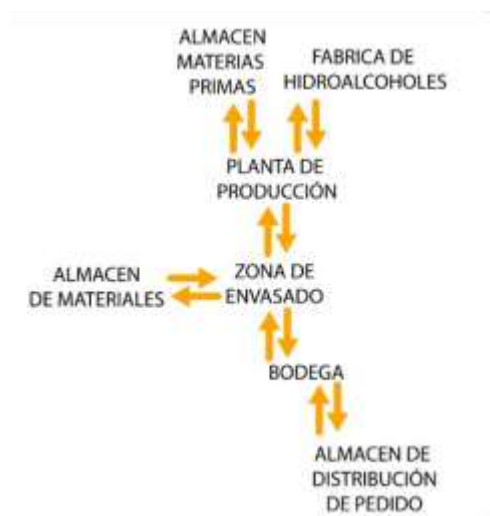 ALMACEN
MATERIAS
PRIMAS
FABRICA DE
HIDROALCOHOLES
PLANTA DE
PRODUCCIÓN
ALMACEN
DE MATERIALES
ZONA DE
ENVASADO
BODEGA
ALMACEN DE
DISTRIBUCIÓN
DE PEDIDO